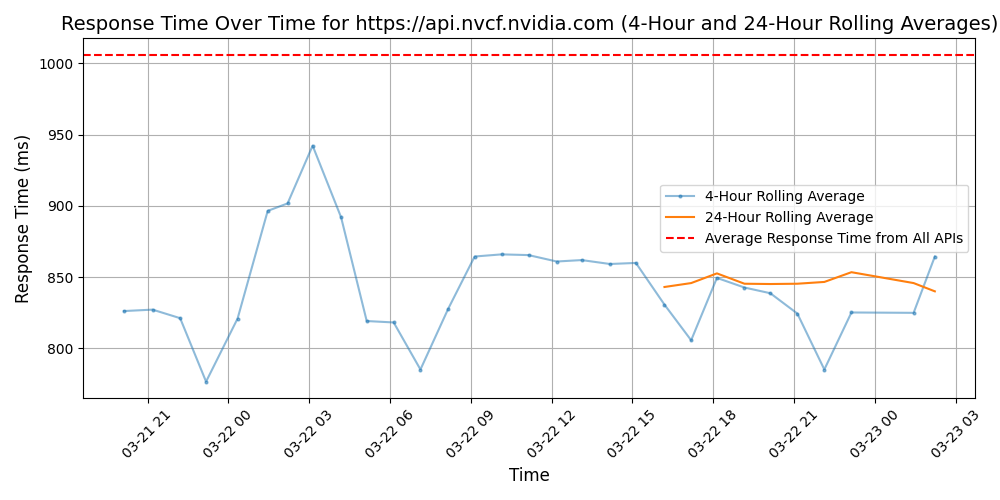 Response Time Over Time for https://api.nvcf.nvidia.com (4-Hour and 24-Hour Rolling Averages)
Response Time (ms)
1000
950
900
850
800
4-Hour Rolling Average
24-Hour Rolling Average
Average Response Time from All APIs
03-21 21
03-22 00
03-22 03
03-22 06
03-22 09
03-22 12
03-22 15
03-22 18
03-22 21
03-23 00
03-23 03
Time